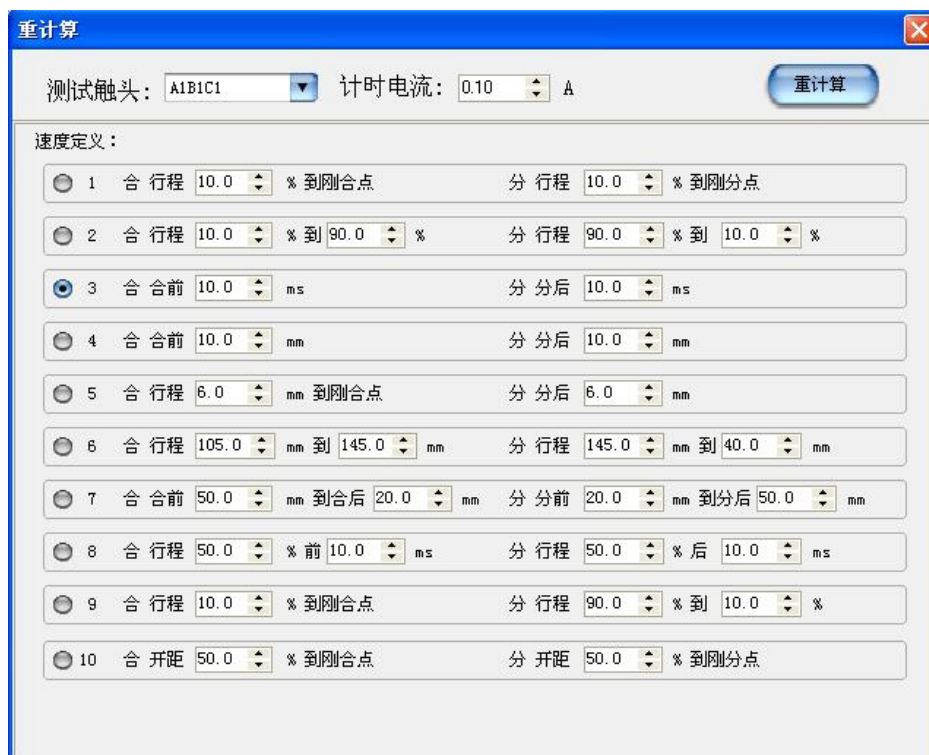 重计算
测试触头: A1B1C1 计时电流: 0.10 A 重计算
速度定义:
1 合 行程 10.0 % 到刚合点 分 行程 10.0 % 到刚分点
2 合 行程 10.0 % 到 90.0 % 分 行程 90.0 % 到 10.0 %
3 合 合前 10.0 ms 分 分后 10.0 ms
4 合 合前 10.0 mm 分 分后 10.0 mm
5 合 行程 6.0 mm 到刚合点 分 分后 6.0 mm
6 合 行程 105.0 mm 到 145.0 mm 分 行程 145.0 mm 到 40.0 mm
7 合 合前 50.0 mm 到合后 20.0 mm 分 分前 20.0 mm 到分后 50.0 mm
8 合 行程 50.0 % 前 10.0 ms 分 行程 50.0 % 后 10.0 ms
9 合 行程 10.0 % 到刚合点 分 行程 90.0 % 到 10.0 %
10 合 开距 50.0 % 到刚合点 分 开距 50.0 % 到刚分点